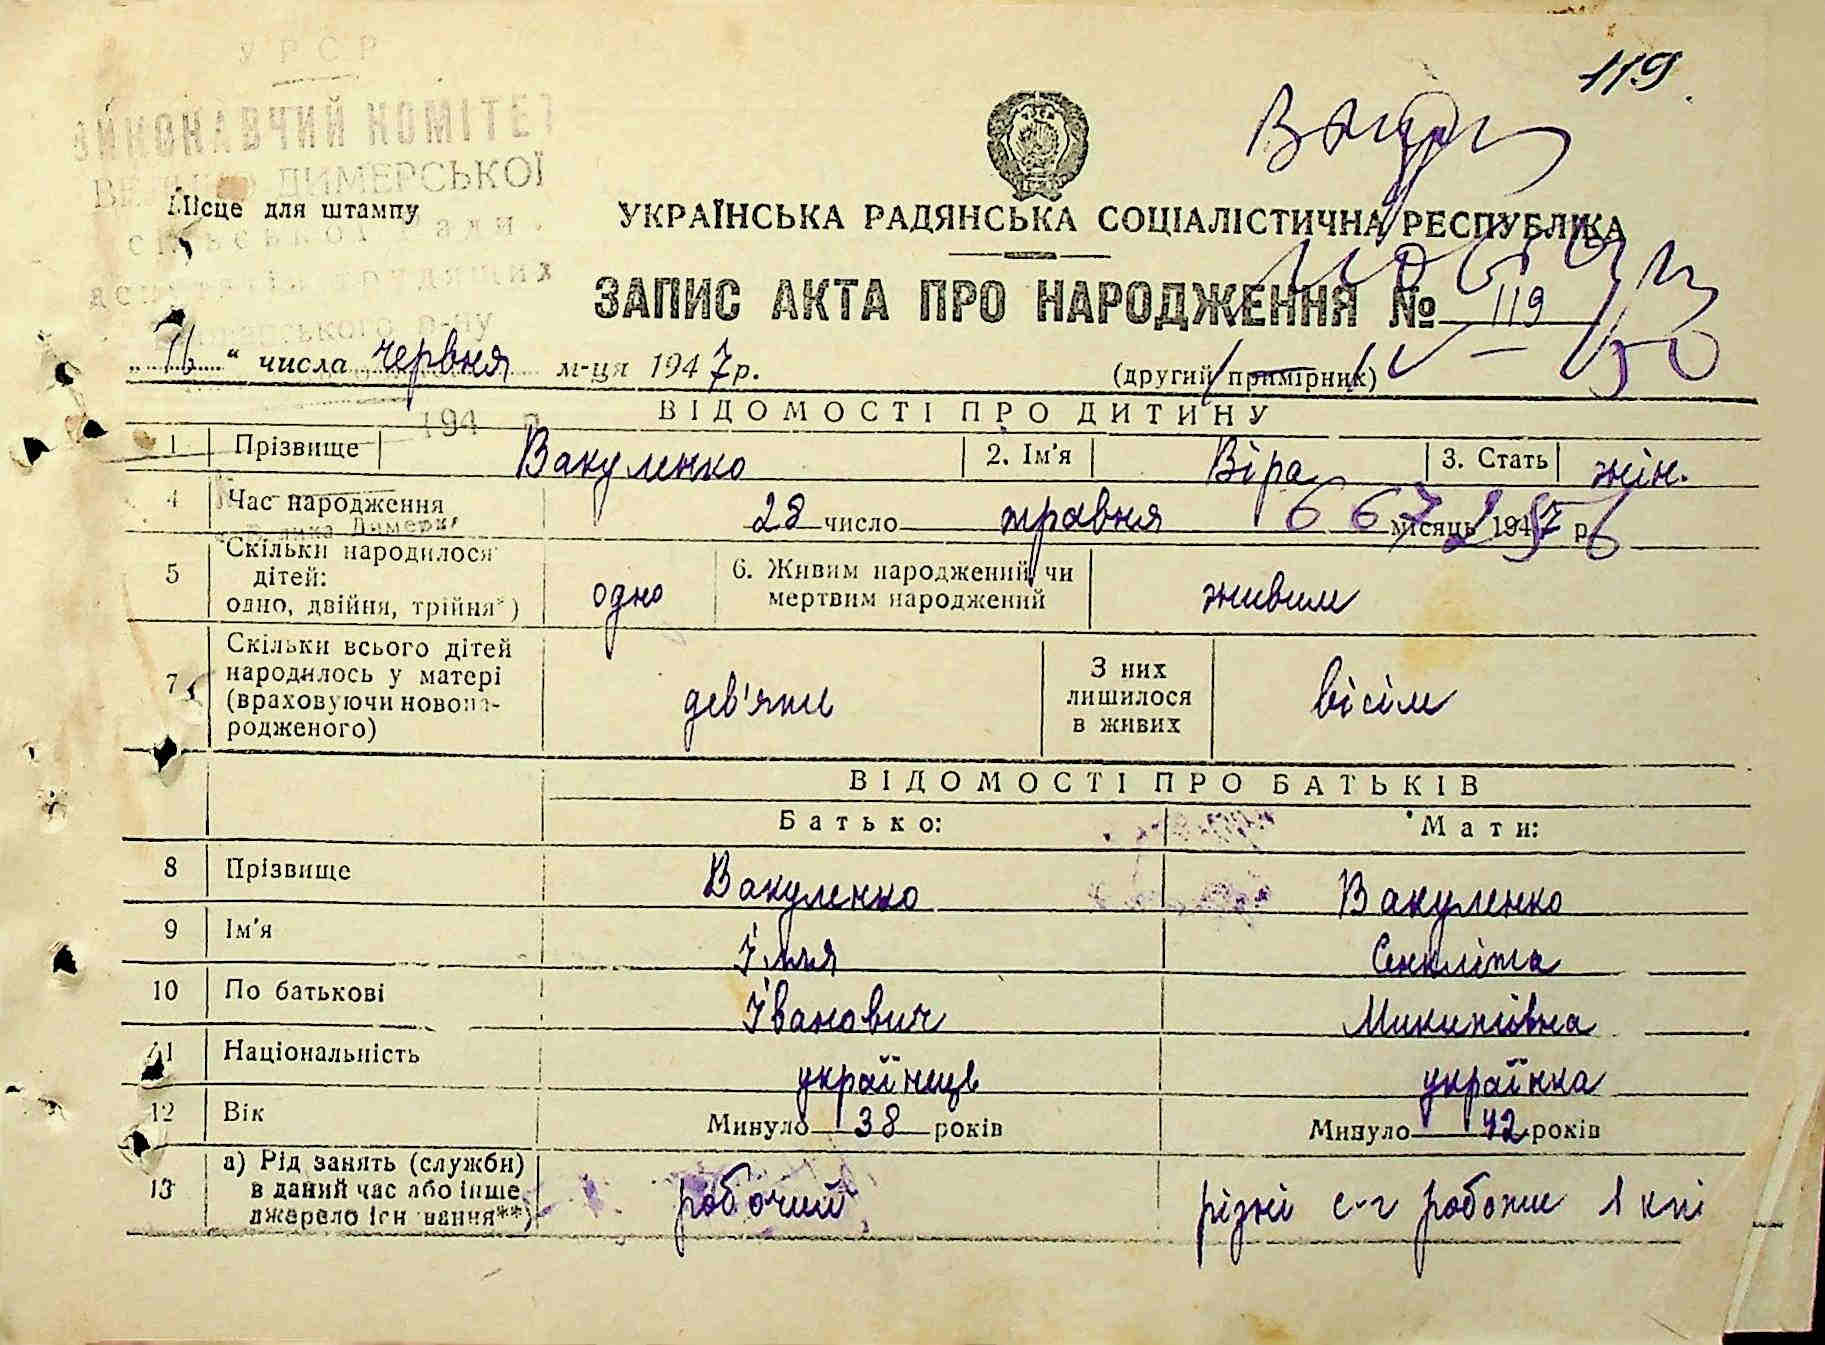 119
УРСР
ВИКОНАВЧИЙ КОМІТЕТ
ВЕЛИКО ДИМЕРСЬКОЇ
Місце для штампу
УКРАЇНСЬКА РАДЯНСЬКА СОЦІАЛІСТИЧНА РЕСПУБЛІКА
ЗАПИС АКТА ПРО НАРОДЖЕННЯ № 119
„16“ числа червня м-ця 1947 р.
(другий примірник)
194
ВІДОМОСТІ ПРО ДИТИНУ
1 Прізвище Вакуленко 2. Ім'я Віра 3. Стать жін.
4 Час народження 28 число травня місяць 1947 р.
5 Скільки народилося дітей: одно, двійня, трійня*) одно 6. Живим народжений чи мертвим народжений живим
7 Скільки всього дітей народилось у матері (враховуючи новонародженого) дев'ять З них лишилося в живих вісім
ВІДОМОСТІ ПРО БАТЬКІВ
Батько: Мати:
8 Прізвище Вакуленко Вакуленко
9 Ім'я Ілля Секліта
10 По батькові Іванович Микитівна
11 Національність українець українка
12 Вік Минуло 38 років Минуло 42 років
13 а) Рід занять (служби) в даний час або інше джерело існування**) робочий різні с-г роботи